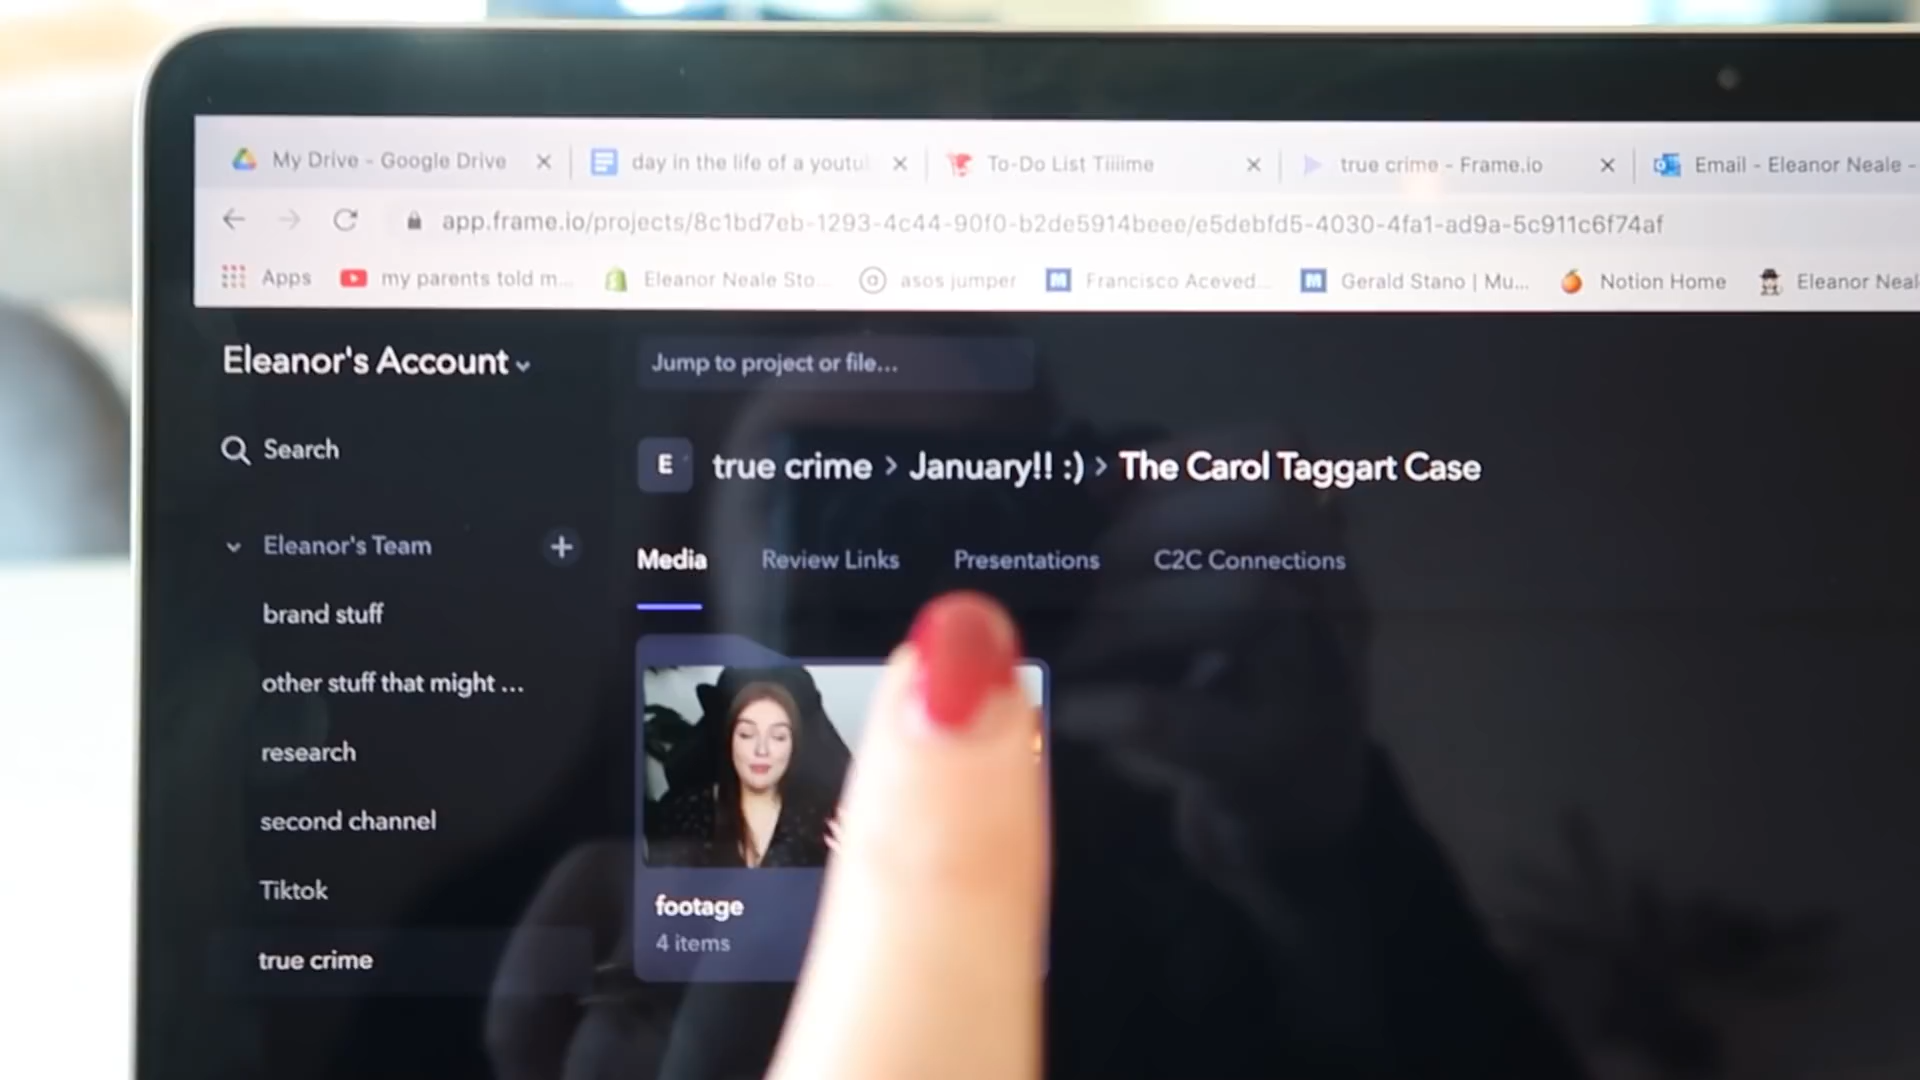 My Drive - Google Drive
day in the life of a youtu
To-Do List Tiiiime
true crime - Frame.io
Email - Eleanor Neale -
app.frame.io/projects/8c1bd7eb-1293-4c44-90f0-b2de5914beee/e5debfd5-4030-4fa1-ad9a-5c911c6f74af
Apps
my parents told m...
Eleanor Neale Sto...
asos jumper
Francisco Aceved...
Gerald Stano | Mu...
Notion Home
Eleanor Neal
Eleanor's Account
Jump to project or file...
Search
E
true crime > January!! :) > The Carol Taggart Case
Eleanor's Team
Media
Review Links
Presentations
C2C Connections
brand stuff
other stuff that might ...
research
second channel
Tiktok
true crime
footage
4 items